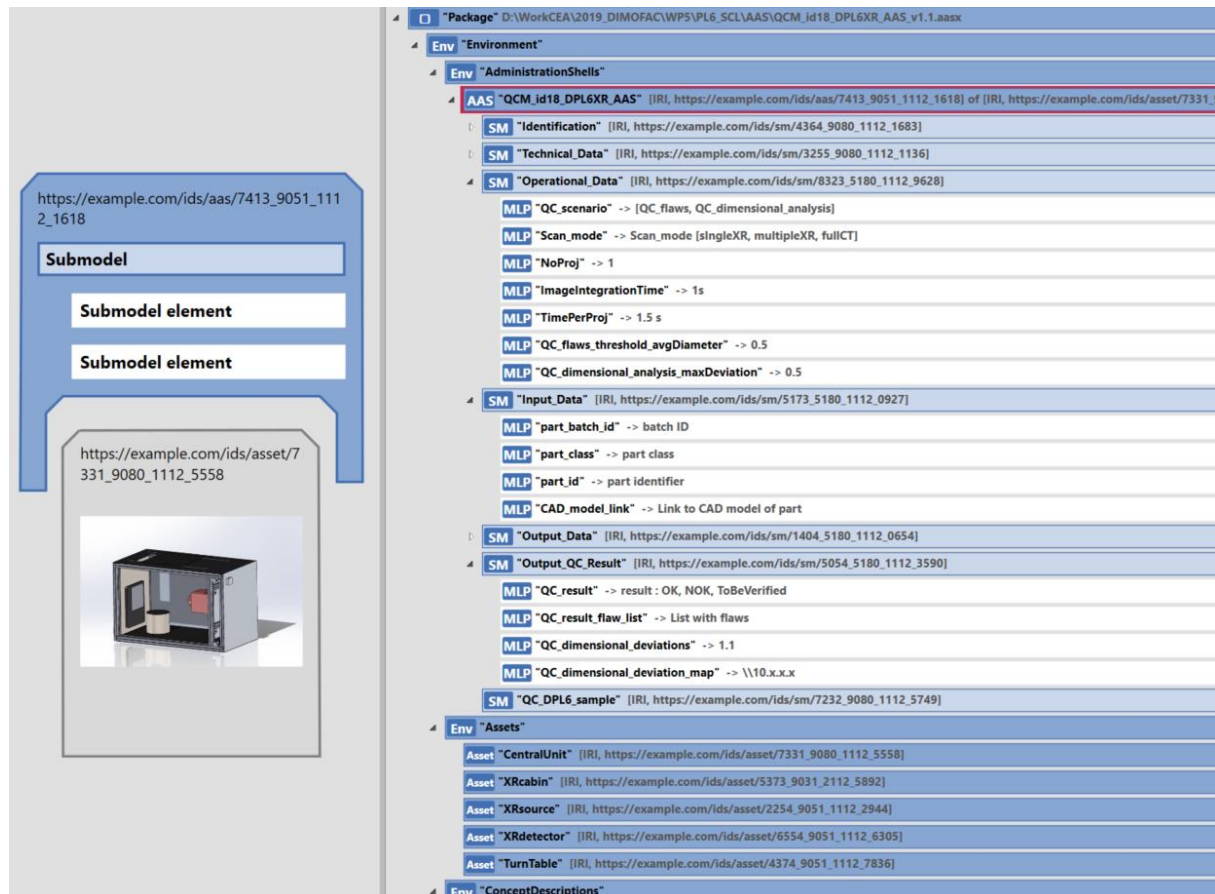 https://example.com/ids/aas/7413_9051_111
2_1618
Submodel
Submodel element
Submodel element
https://example.com/ids/asset/7
331_9080_1112_5558
"Package" D:\WorkCEA\2019_DIMOFAC\WP5\PL6_SCL\AAS\QCM_id18_DPL6XR_AAS_v1.1.aasx
Env "Environment"
Env "AdministrationShells"
AAS "QCM_id18_DPL6XR_AAS" [IRI, https://example.com/ids/aas/7413_9051_1112_1618] of [IRI, https://example.com/ids/asset/7331_
SM "Identification" [IRI, https://example.com/ids/sm/4364_9080_1112_1683]
SM "Technical_Data" [IRI, https://example.com/ids/sm/3255_9080_1112_1136]
SM "Operational_Data" [IRI, https://example.com/ids/sm/8323_5180_1112_9628]
MLP "QC_scenario" -> [QC_flaws, QC_dimensional_analysis]
MLP "Scan_mode" -> Scan_mode [sIngleXR, multipleXR, fullCT]
MLP "NoProj" -> 1
MLP "ImageIntegrationTime" -> 1s
MLP "TimePerProj" -> 1.5 s
MLP "QC_flaws_threshold_avgDiameter" -> 0.5
MLP "QC_dimensional_analysis_maxDeviation" -> 0.5
SM "Input_Data" [IRI, https://example.com/ids/sm/5173_5180_1112_0927]
MLP "part_batch_id" -> batch ID
MLP "part_class" -> part class
MLP "part_id" -> part identifier
MLP "CAD_model_link" -> Link to CAD model of part
SM "Output_Data" [IRI, https://example.com/ids/sm/1404_5180_1112_0654]
SM "Output_QC_Result" [IRI, https://example.com/ids/sm/5054_5180_1112_3590]
MLP "QC_result" -> result : OK, NOK, ToBeVerified
MLP "QC_result_flaw_list" -> List with flaws
MLP "QC_dimensional_deviations" -> 1.1
MLP "QC_dimensional_deviation_map" -> \\10.x.x.x
SM "QC_DPL6_sample" [IRI, https://example.com/ids/sm/7232_9080_1112_5749]
Env "Assets"
Asset "CentralUnit" [IRI, https://example.com/ids/asset/7331_9080_1112_5558]
Asset "XRcabin" [IRI, https://example.com/ids/asset/5373_9031_2112_5892]
Asset "XRsource" [IRI, https://example.com/ids/asset/2254_9051_1112_2944]
Asset "XRdetector" [IRI, https://example.com/ids/asset/6554_9051_1112_6305]
Asset "TurnTable" [IRI, https://example.com/ids/asset/4374_9051_1112_7836]
Env "ConceptDescriptions"